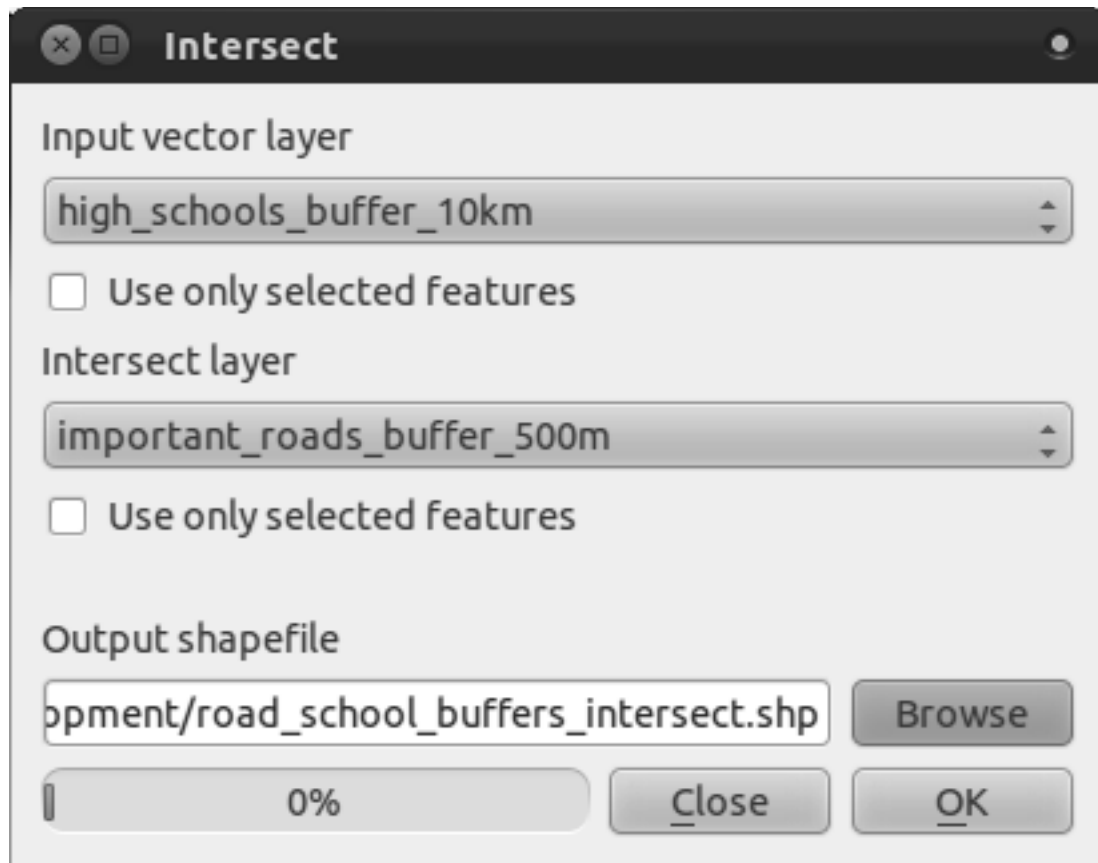 Intersect
Input vector layer
high_schools_buffer_10km
Use only selected features
Intersect layer
important_roads_buffer_500m
Use only selected features
Output shapefile
opment/road_school_buffers_intersect.shp Browse
0% Close OK